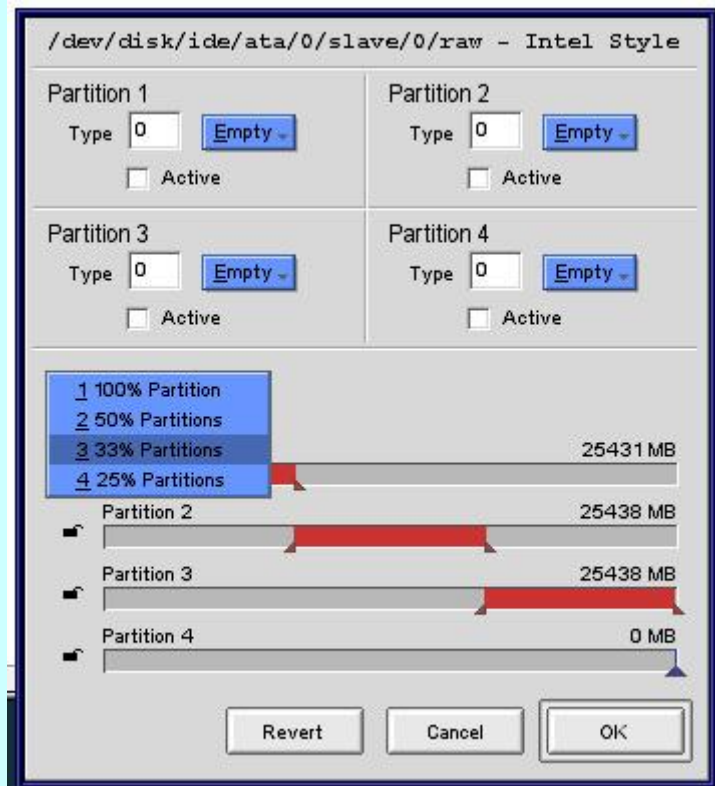 /dev/disk/ide/ata/0/slave/0/raw - Intel Style
Partition 1
Type 0 Empty
Active
Partition 2
Type 0 Empty
Active
Partition 3
Type 0 Empty
Active
Partition 4
Type 0 Empty
Active
1 100% Partition
2 50% Partitions
3 33% Partitions
4 25% Partitions
25431 MB
Partition 2 25438 MB
Partition 3 25438 MB
Partition 4 0 MB
Revert Cancel OK